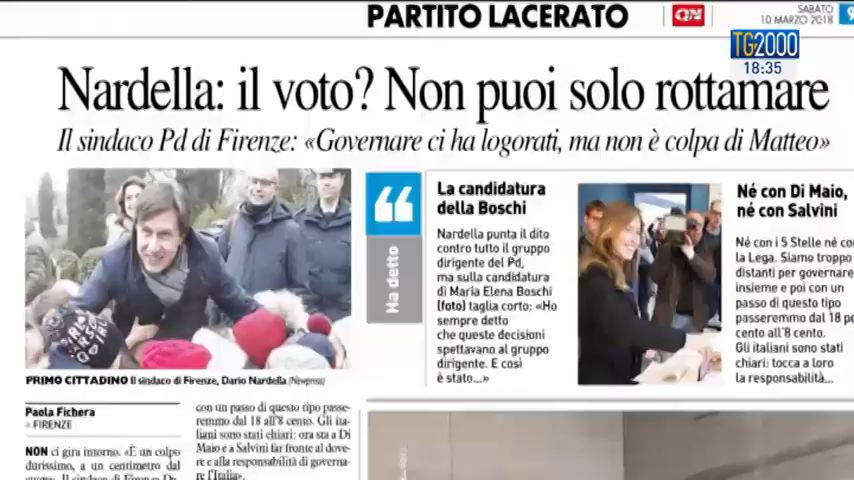 PARTITO LACERATO
QN
SABATO
10 MARZO 2018
9
TG2000
18:35
Nardella: il voto? Non puoi solo rottamare
Il sindaco Pd di Firenze: «Governare ci ha logorati, ma non è colpa di Matteo»
PRIMO CITTADINO Il sindaco di Firenze, Dario Nardella (Newpress)
Paola Fichera
FIRENZE
NON ci gira intorno. «È un colpo
durissimo, a un centimetro dal
Il sindaco di Firenze
con un passo di questo tipo passe-
remmo dal 18 all'8 cento. Gli ita-
liani sono stati chiari: ora sta a Di
Maio e a Salvini far fronte al dove-
re e alla responsabilità di governa-
re l'Italia».
“
Ha detto
La candidatura
della Boschi
Nardella punta il dito
contro tutto il gruppo
dirigente del Pd,
ma sulla candidatura
di Maria Elena Boschi
(foto) taglia corto: «Ho
sempre detto
che queste decisioni
spettavano al gruppo
dirigente. E così
è stato...»
Né con Di Maio,
né con Salvini
Né con i 5 Stelle né con
la Lega. Siamo troppo
distanti per governare
insieme e poi con un
passo di questo tipo
passeremmo dal 18 per
cento all'8 cento.
Gli italiani sono stati
chiari: tocca a loro
la responsabilità...